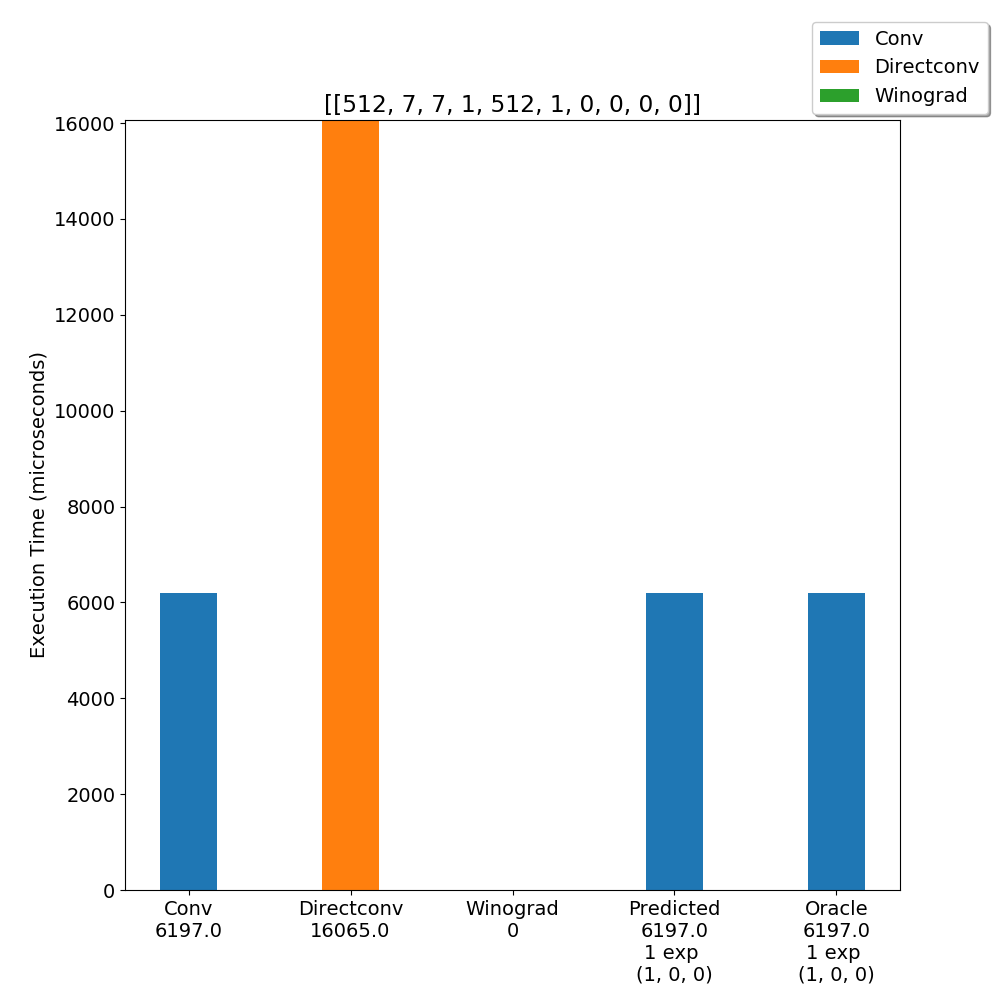 Conv
Directconv
Winograd
[[512, 7, 7, 1, 512, 1, 0, 0, 0, 0]]
Execution Time (microseconds)
16000
14000
12000
10000
8000
6000
4000
2000
0
Conv
6197.0
Directconv
16065.0
Winograd
0
Predicted
6197.0
1 exp
(1, 0, 0)
Oracle
6197.0
1 exp
(1, 0, 0)